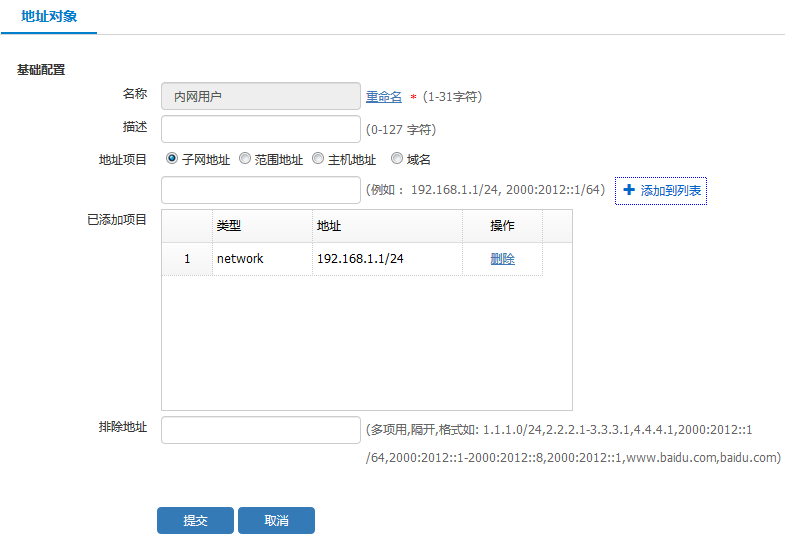 地址对象
基础配置
名称 内网用户 重命名 * (1-31字符)
描述 (0-127 字符)
地址项目 子网地址 范围地址 主机地址 域名
(例如： 192.168.1.1/24, 2000:2012::1/64) + 添加到列表
已添加项目 类型 地址 操作
1 network 192.168.1.1/24 删除
排除地址 (多项用,隔开,格式如: 1.1.1.0/24,2.2.2.1-3.3.3.1,4.4.4.1,2000:2012::1
/64,2000:2012::1-2000:2012::8,2000:2012::1,www.baidu.com,baidu.com)
提交 取消